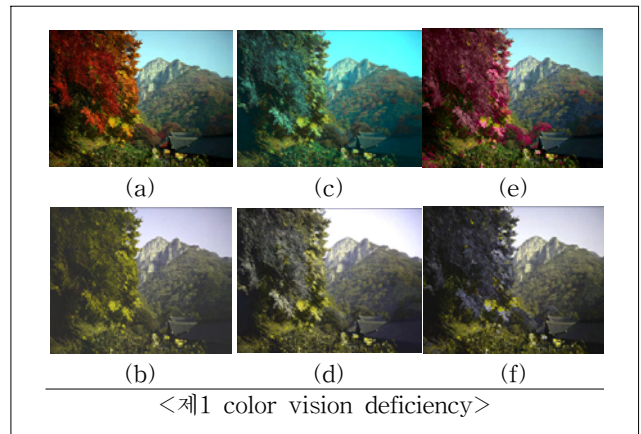 (a) (c) (e)
(b) (d) (f)
<제1 color vision deficiency>